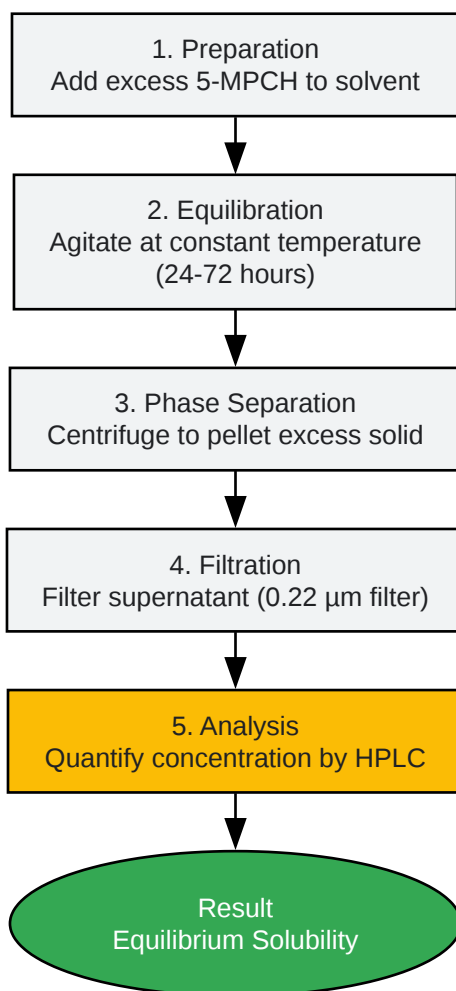 1. Preparation
Add excess 5-MPCH to solvent
2. Equilibration
Agitate at constant temperature
(24-72 hours)
3. Phase Separation
Centrifuge to pellet excess solid
4. Filtration
Filter supernatant (0.22 µm filter)
5. Analysis
Quantify concentration by HPLC
Result
Equilibrium Solubility